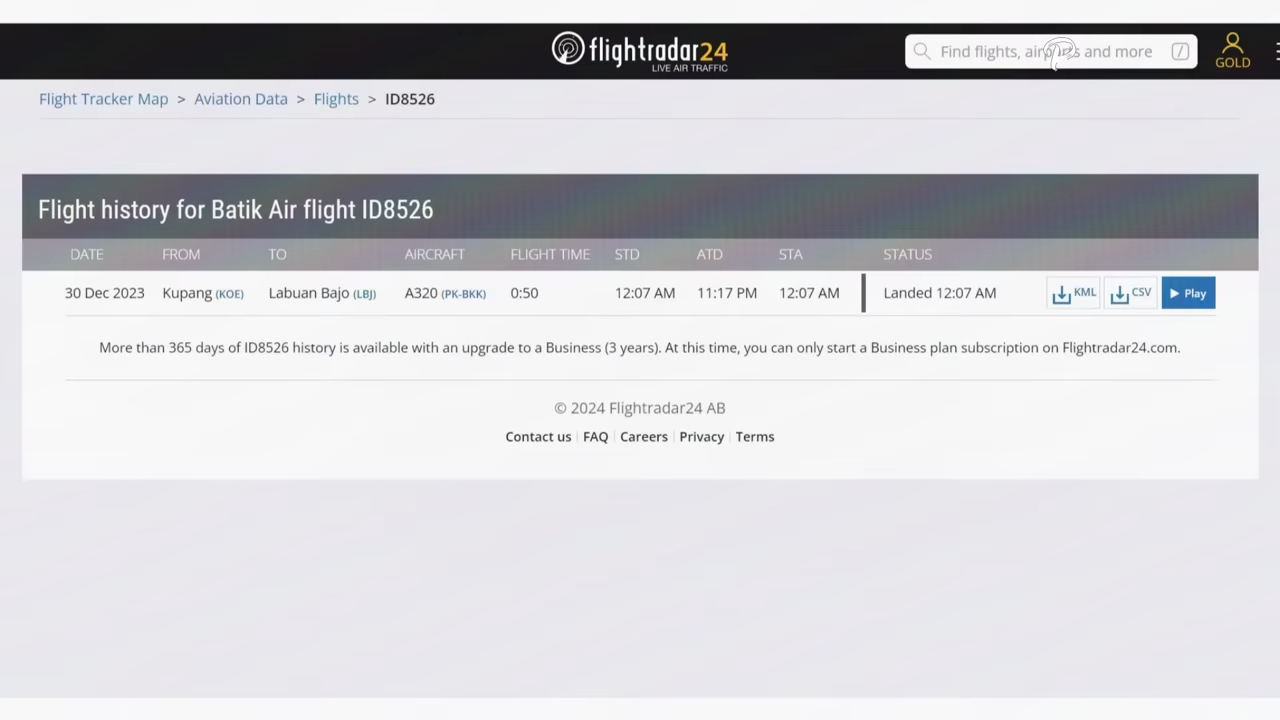 flightradar24
LIVE AIR TRAFFIC
Find flights, airports and more
/
GOLD
Flight Tracker Map > Aviation Data > Flights > ID8526
Flight history for Batik Air flight ID8526
DATE FROM TO AIRCRAFT FLIGHT TIME STD ATD STA STATUS
30 Dec 2023 Kupang (KOE) Labuan Bajo (LBJ) A320 (PK-BKK) 0:50 12:07 AM 11:17 PM 12:07 AM Landed 12:07 AM KML CSV Play
More than 365 days of ID8526 history is available with an upgrade to a Business (3 years). At this time, you can only start a Business plan subscription on Flightradar24.com.
© 2024 Flightradar24 AB
Contact us FAQ Careers Privacy Terms